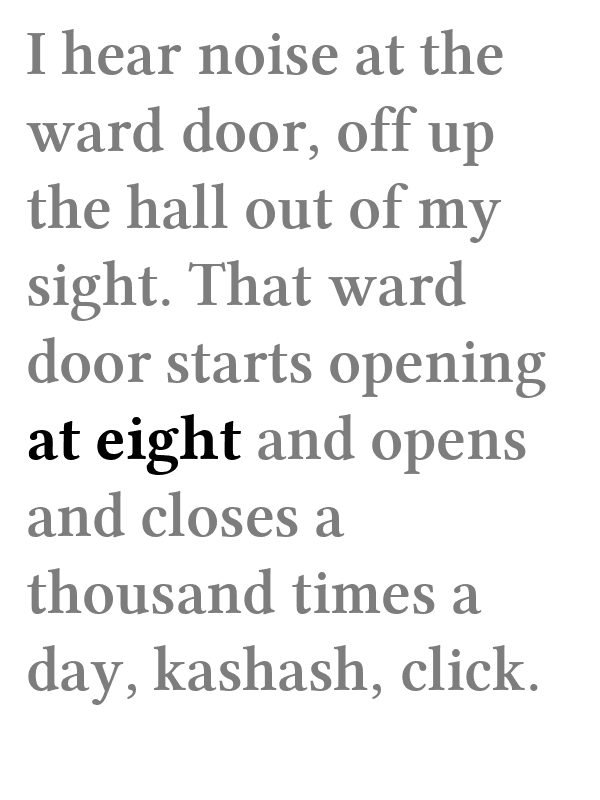 I hear noise at the
ward door, off up
the hall out of my
sight. That ward
door starts opening
at eight and opens
and closes a
thousand times a
day, kashash, click.